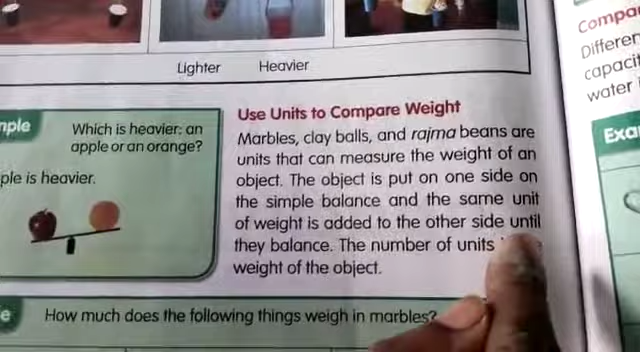 Lighter Heavier
Which is heavier: an
apple or an orange?
ple is heavier.
Use Units to Compare Weight
Marbles, clay balls, and rajma beans are
units that can measure the weight of an
object. The object is put on one side on
the simple balance and the same unit
of weight is added to the other side until
they balance. The number of units
weight of the object.
How much does the following things weigh in marbles?
Compa
Differen
capacit
water
Exa